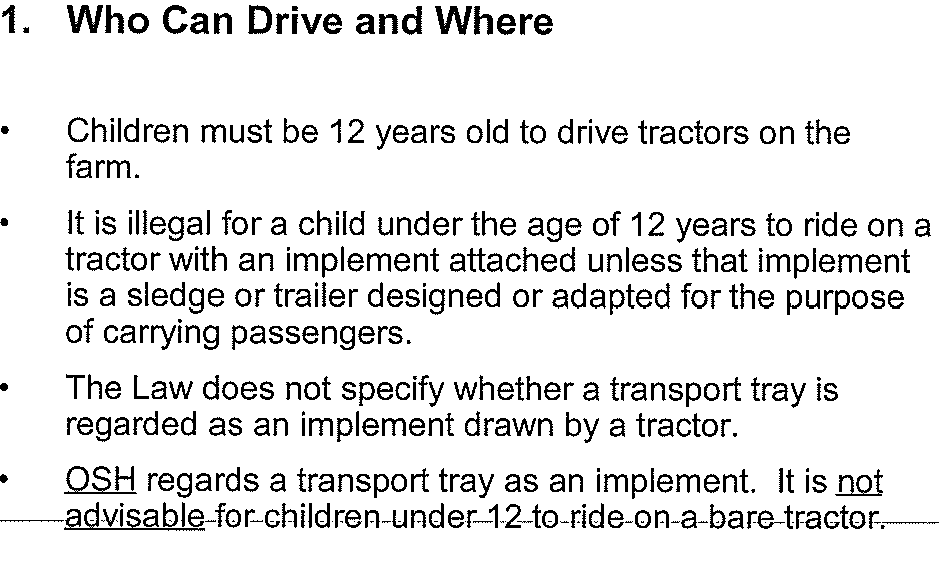 1. Who Can Drive and Where
• Children must be 12 years old to drive tractors on the
farm.
• It is illegal for a child under the age of 12 years to ride on a
tractor with an implement attached unless that implement
is a sledge or trailer designed or adapted for the purpose
of carrying passengers.
• The Law does not specify whether a transport tray is
regarded as an implement drawn by a tractor.
• OSH regards a transport tray as an implement. It is not
advisable for children under 12 to ride on a bare tractor.